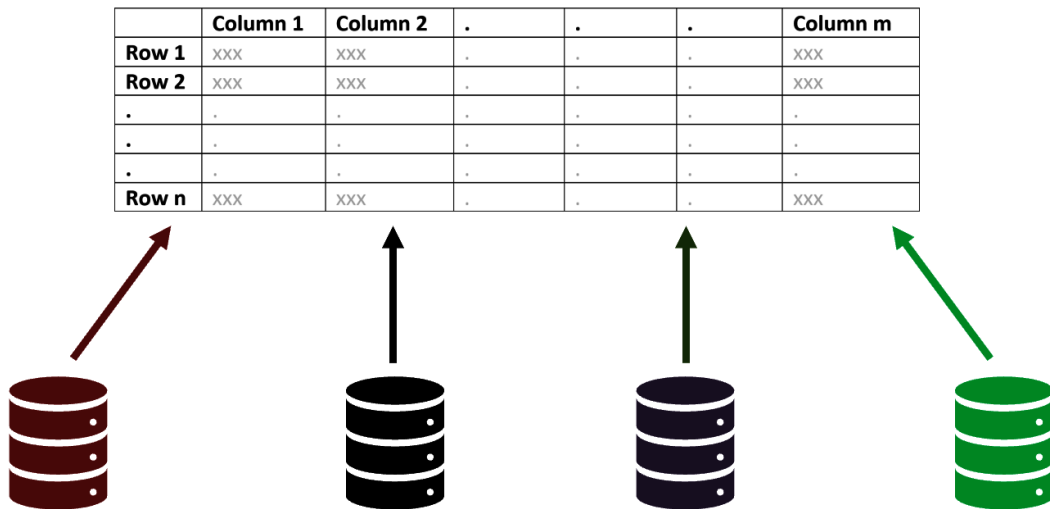 Column 1 Column 2 . . . Column m
Row 1 xxx xxx . . . xxx
Row 2 xxx xxx . . . xxx
. . . . . . .
. . . . . . .
. . . . . . .
Row n xxx xxx . . . xxx